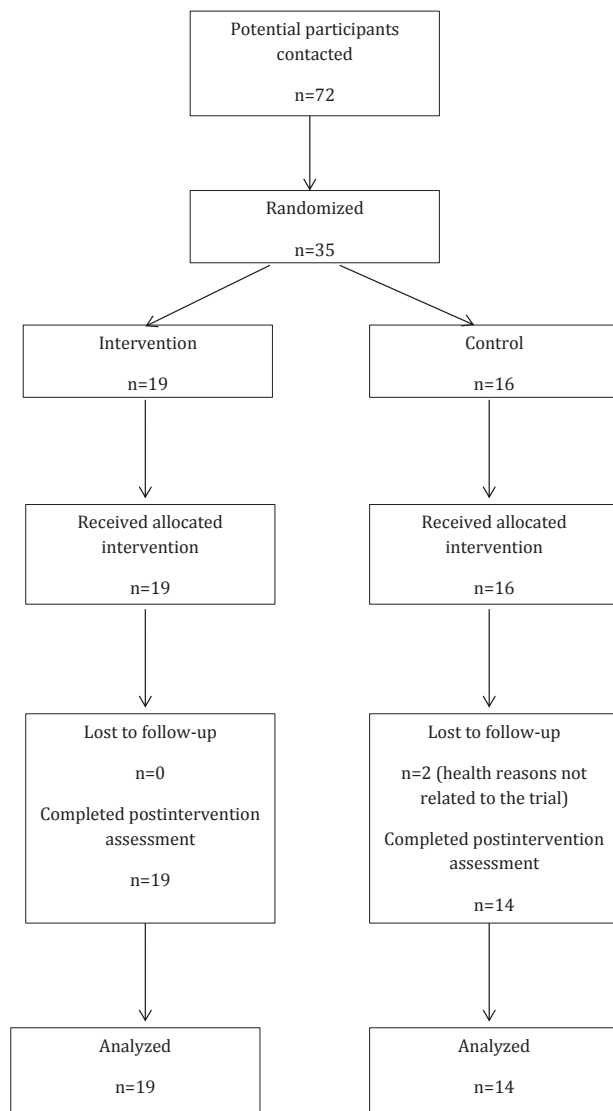 Potential participants
contacted
n=72
Randomized
n=35
Intervention
n=19
Control
n=16
Received allocated
intervention
n=19
Received allocated
intervention
n=16
Lost to follow-up
n=0
Completed postintervention
assessment
n=19
Lost to follow-up
n=2 (health reasons not
related to the trial)
Completed postintervention
assessment
n=14
Analyzed
n=19
Analyzed
n=14